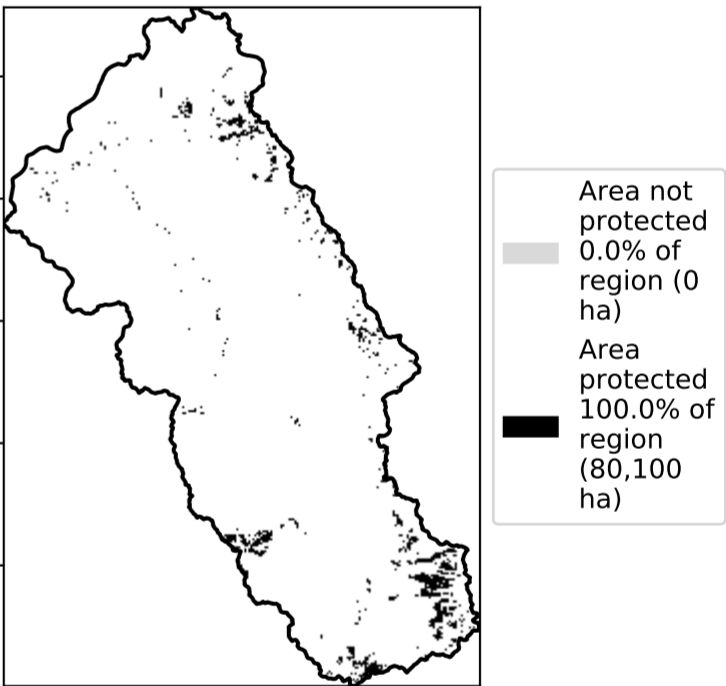 Area not
protected
0.0% of
region (0
ha)
Area
protected
100.0% of
region
(80,100
ha)